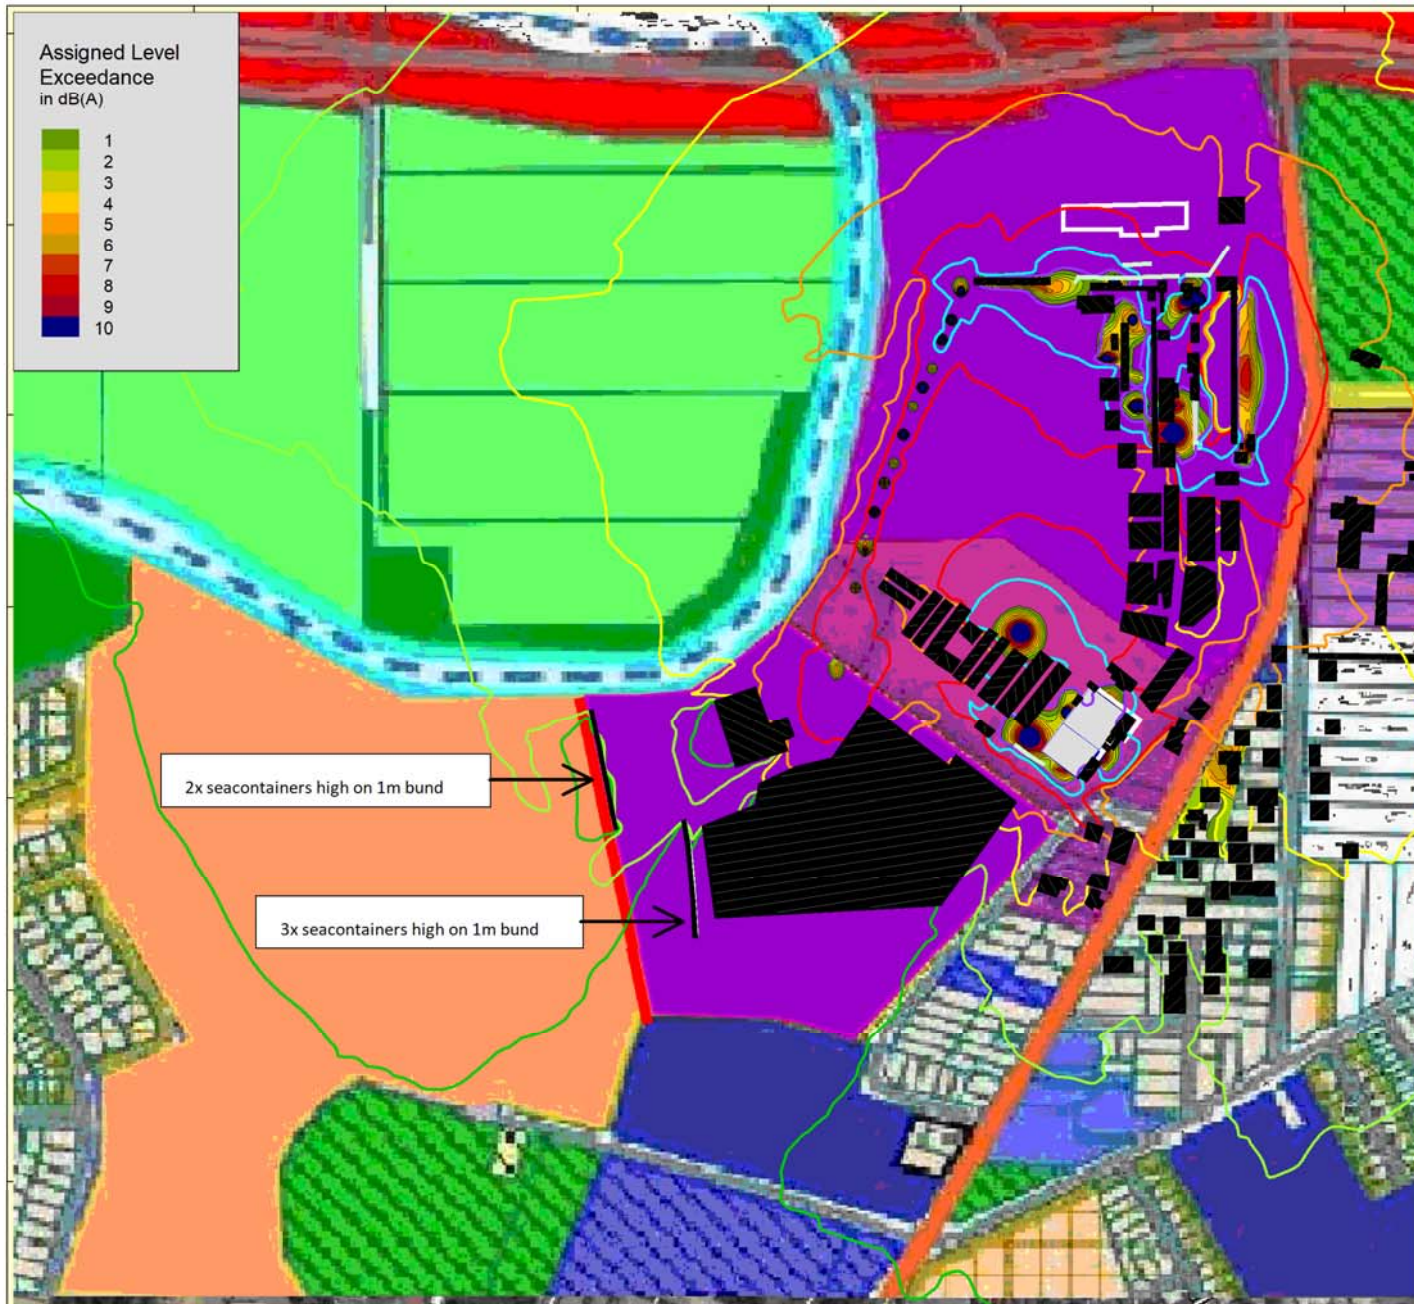 Assigned Level
Exceedance
in dB(A)
1
2
3
4
5
6
7
8
9
10
2x seacontainers high on 1m bund
3x seacontainers high on 1m bund